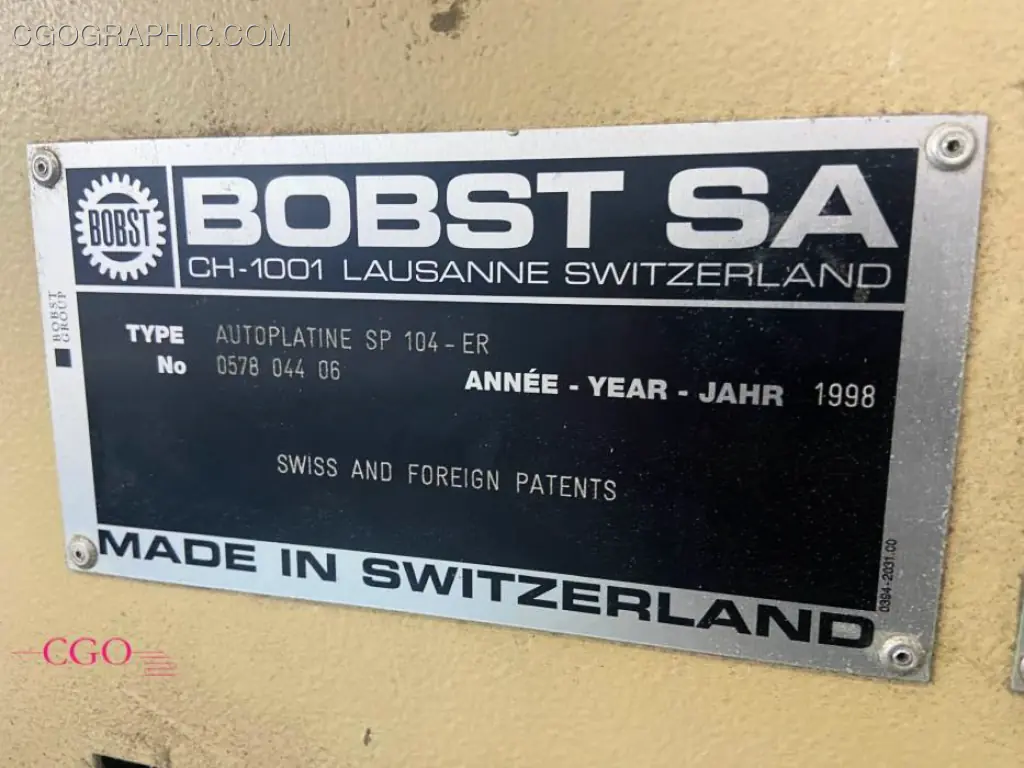 CGOGRAPHIC.COM
BOBST
BOBST SA
CH-1001 LAUSANNE SWITZERLAND
BOBST
GROUP
TYPE AUTOPLATINE SP 104-ER
No 0578 044 06
ANNÉE - YEAR - JAHR 1998
SWISS AND FOREIGN PATENTS
MADE IN SWITZERLAND
0394-2031.C0
CGO